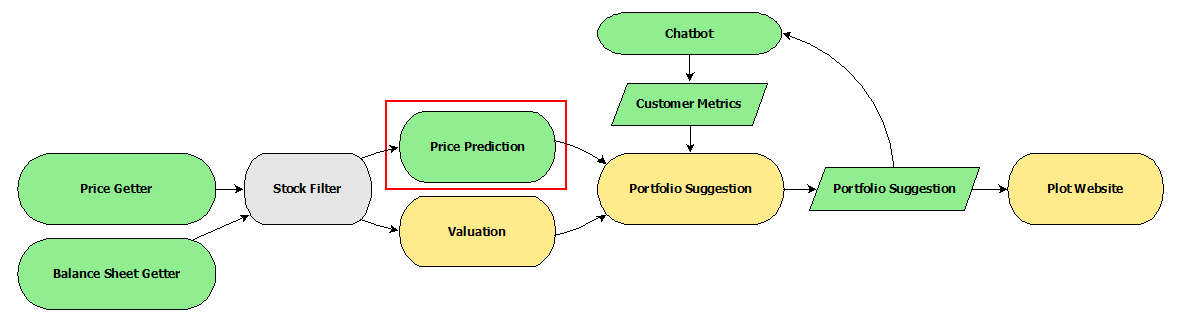 Chatbot
Customer Metrics
Price Prediction
Price Getter
Stock Filter
Portfolio Suggestion
Portfolio Suggestion
Plot Website
Valuation
Balance Sheet Getter